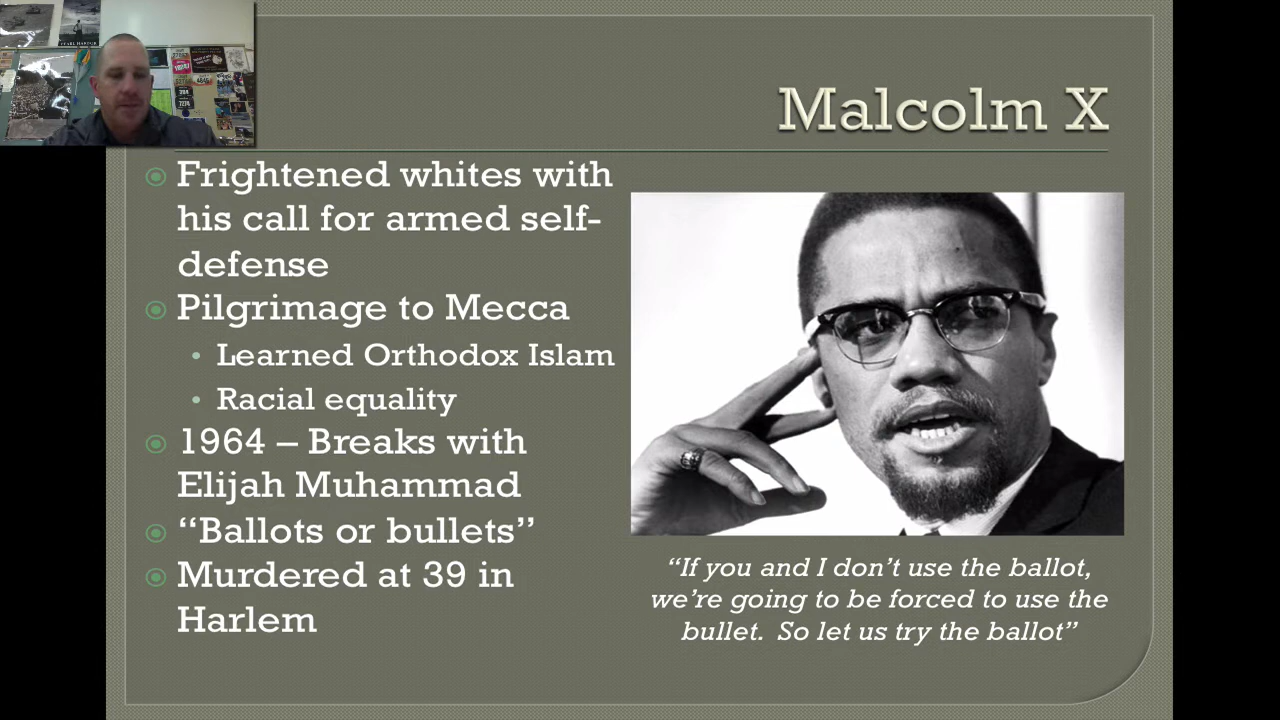 Malcolm X
Frightened whites with
his call for armed self-
defense
Pilgrimage to Mecca
Learned Orthodox Islam
Racial equality
1964 – Breaks with
Elijah Muhammad
“Ballots or bullets”
Murdered at 39 in
Harlem
“If you and I don’t use the ballot,
we’re going to be forced to use the
bullet.  So let us try the ballot”